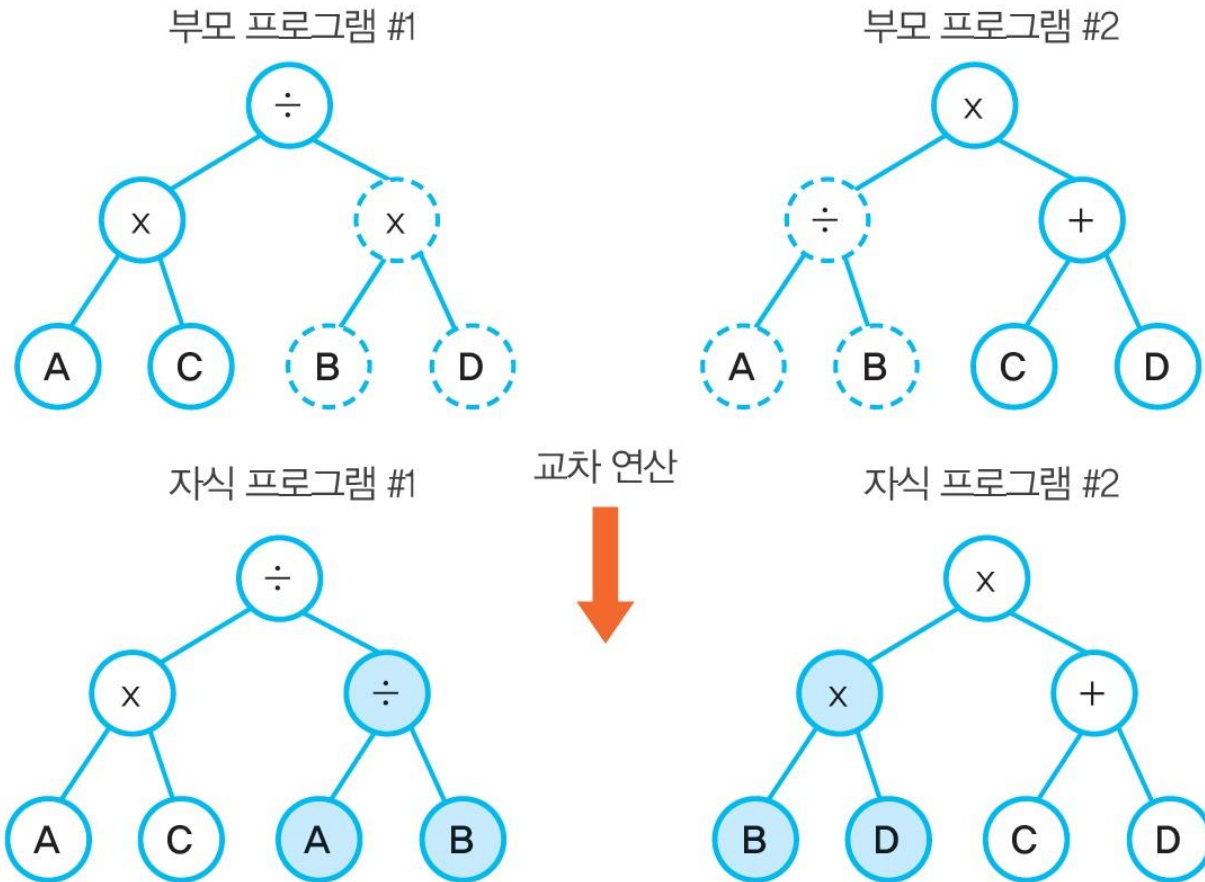 부모 프로그램 #1 부모 프로그램 #2
÷ x
x x ÷ +
A C B D A B C D
교차 연산
자식 프로그램 #1 자식 프로그램 #2
÷ x
x ÷ x +
A C A B B D C D